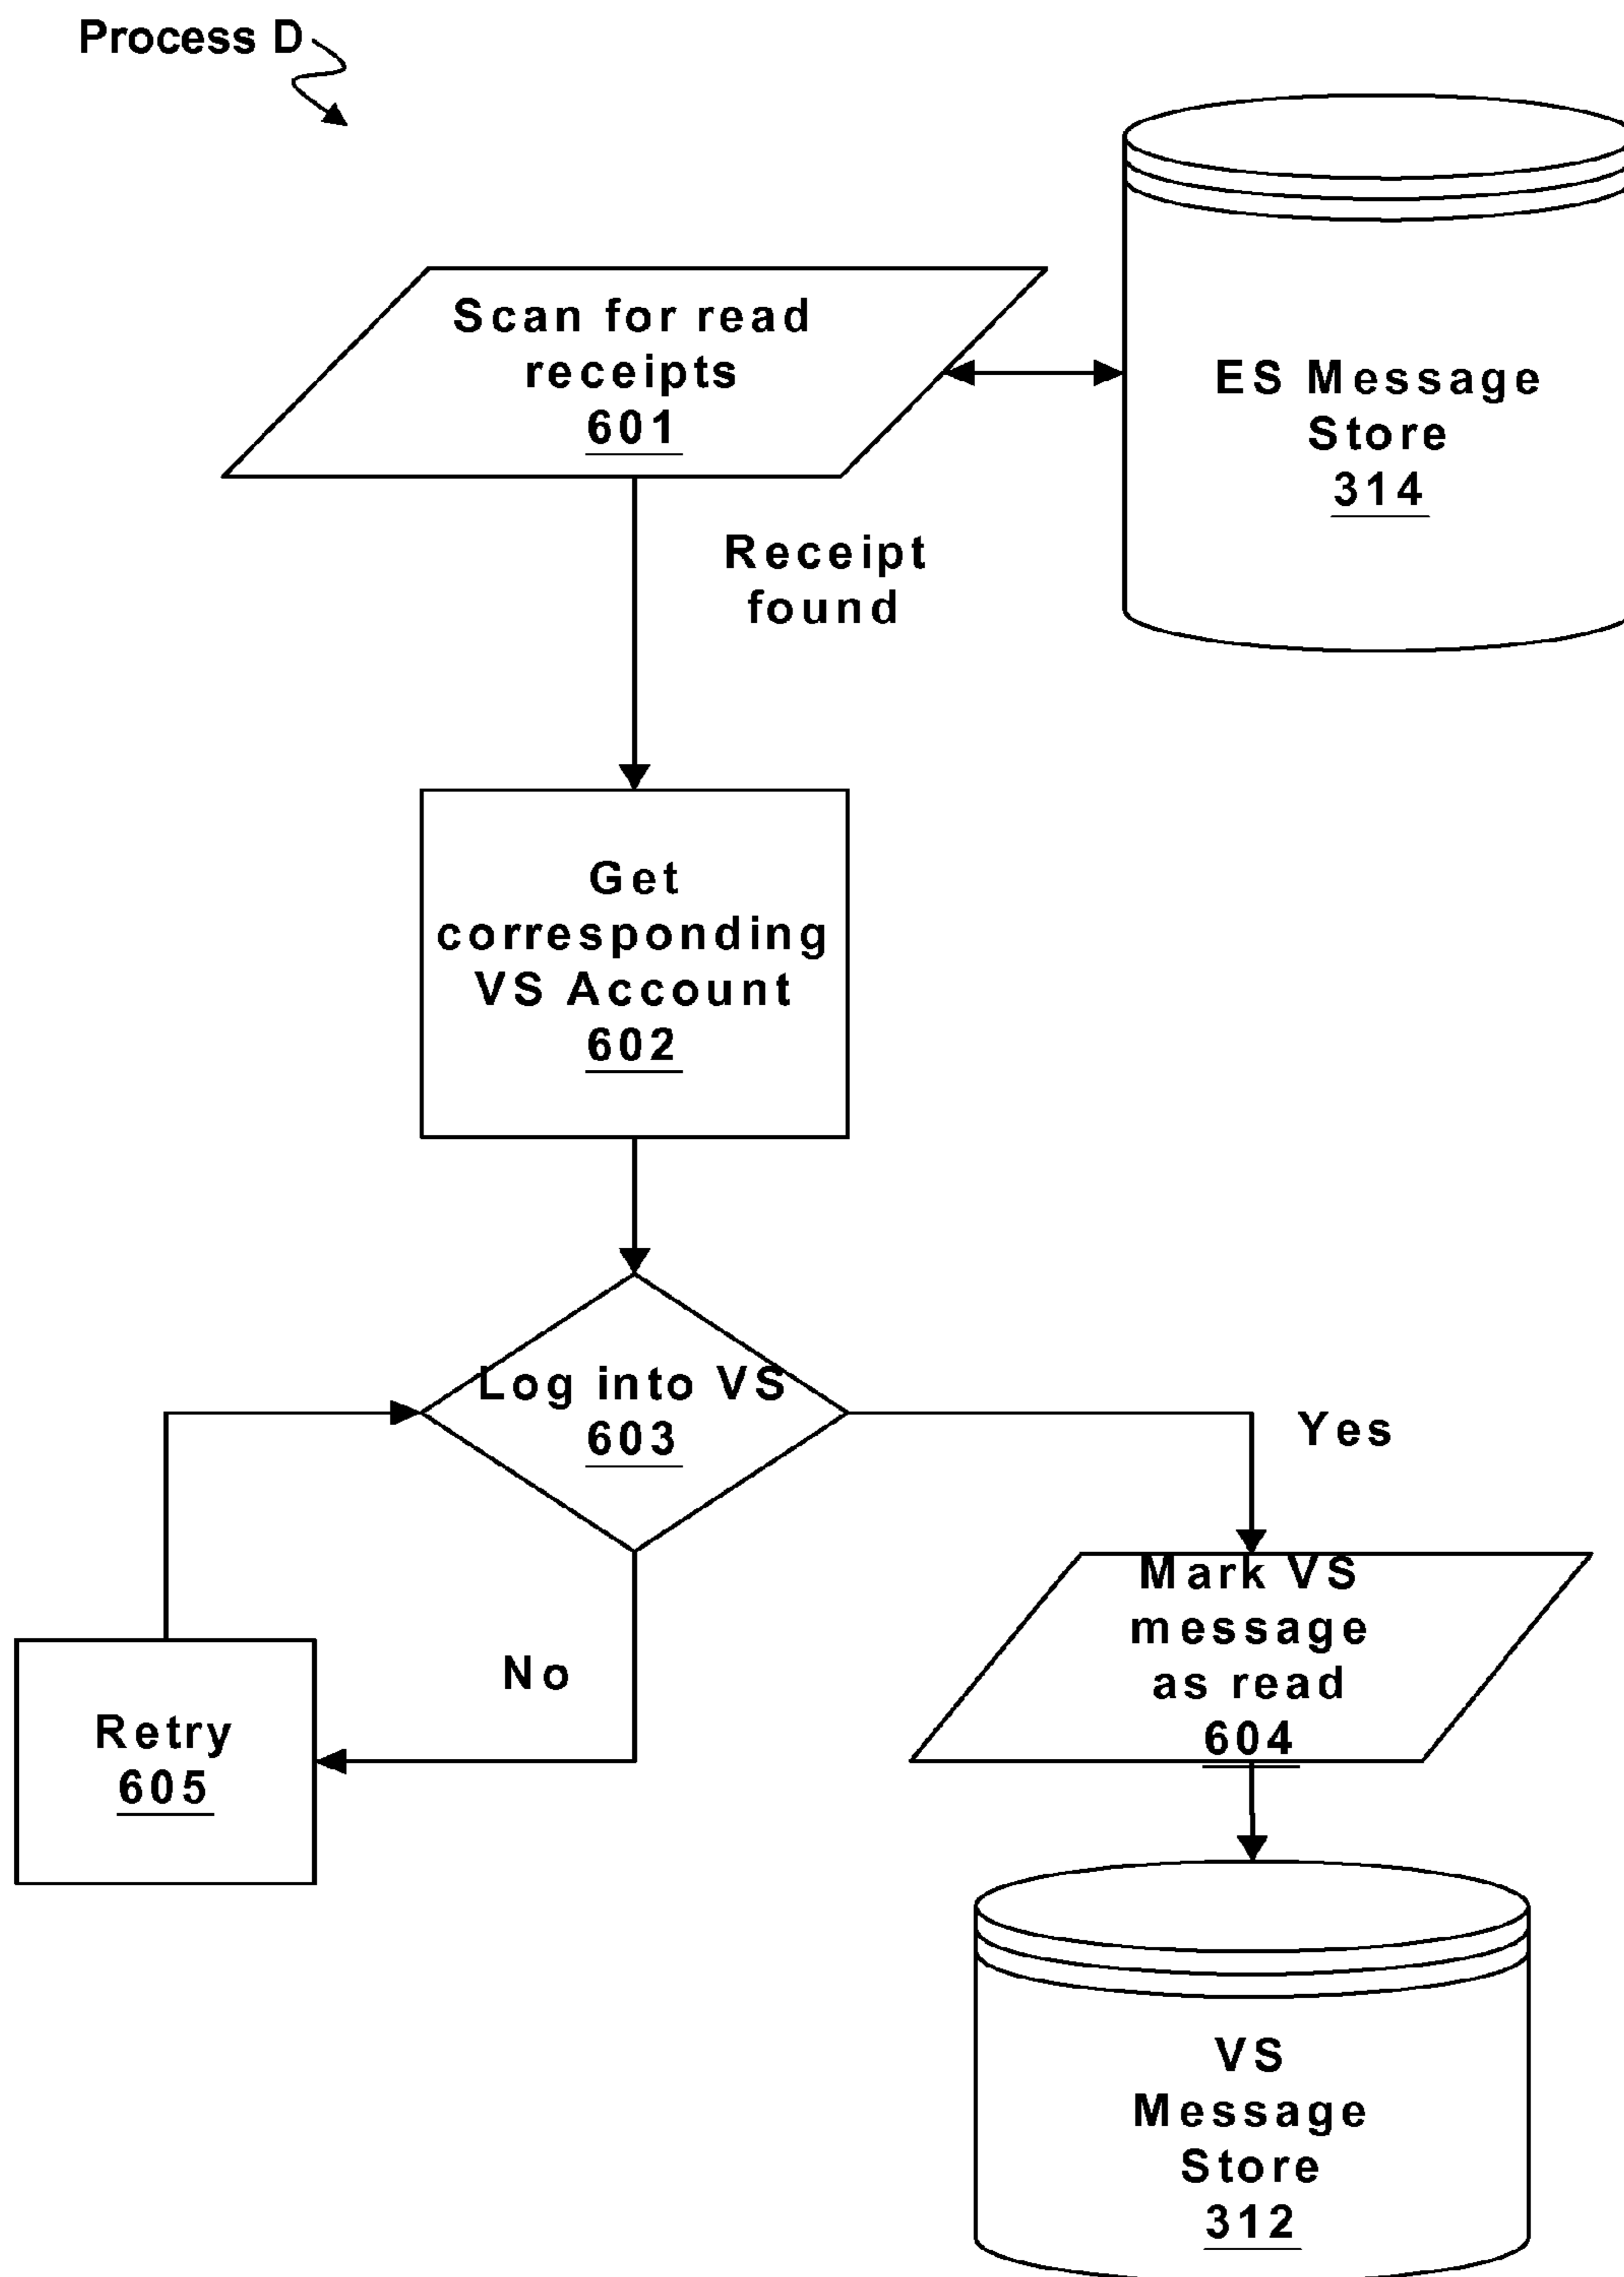 Process D
Scan for read
receipts
601
ES Message
Store
314
Receipt
found
Get
corresponding
VS Account
602
Log into VS
603
Yes
No
Mark VS
message
as read
604
Retry
605
VS
Message
Store
312